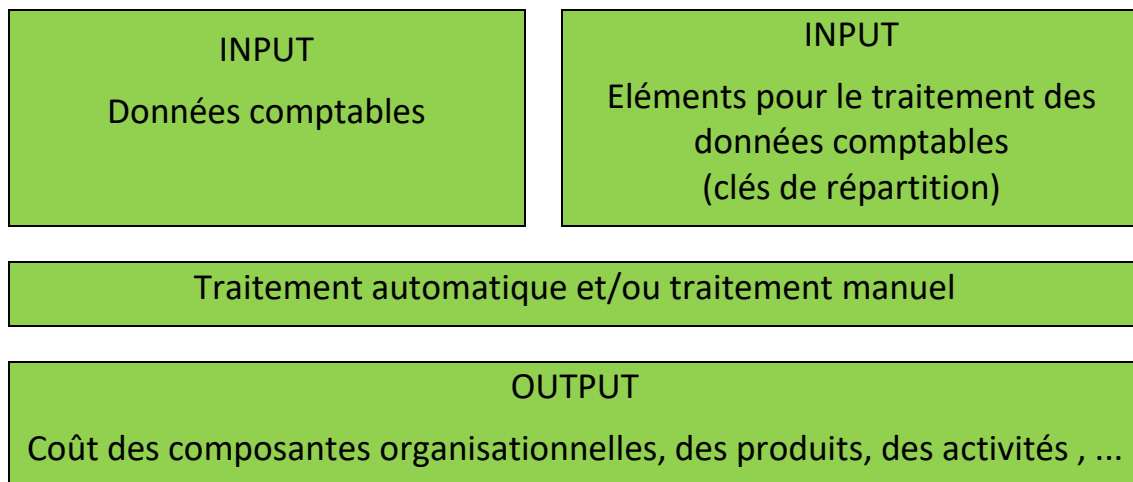 INPUT
Données comptables
INPUT
Eléments pour le traitement des
données comptables
(clés de répartition)
Traitement automatique et/ou traitement manuel
OUTPUT
Coût des composantes organisationnelles, des produits, des activités , ...